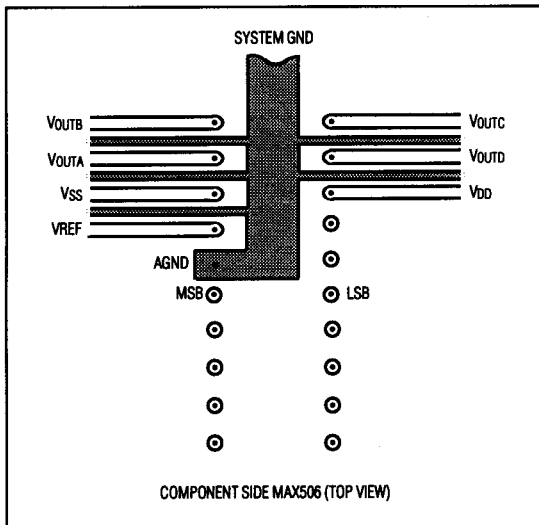 SYSTEM GND
VOUTB
VOUTC
VOUTA
VOUTD
VSS
VDD
VREF
AGND
MSB
LSB
COMPONENT SIDE MAX506 (TOP VIEW)